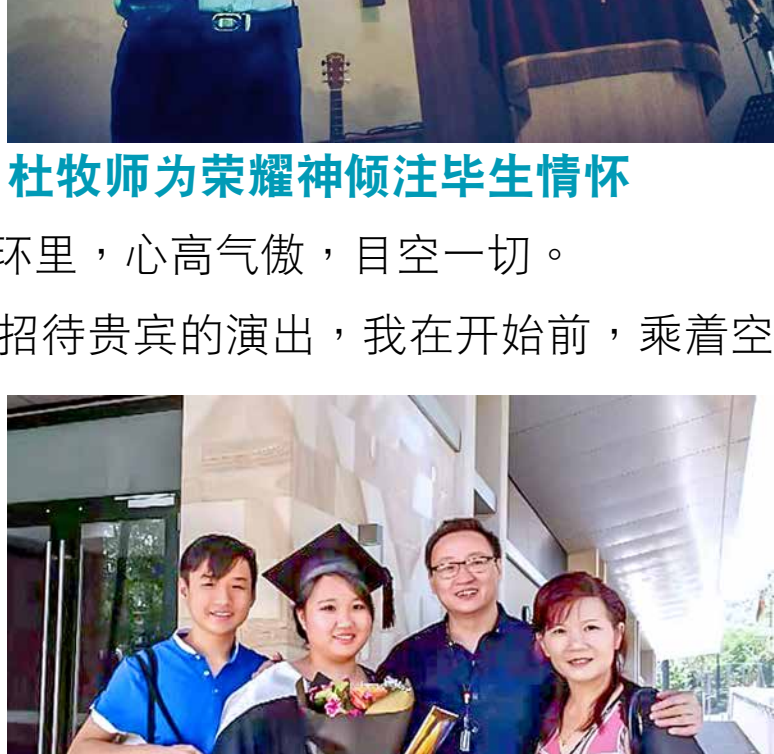 杜牧师为荣耀神倾注毕生情怀
环里，心高气傲，目空一切。
招待贵宾的演出，我在开始前，乘着空